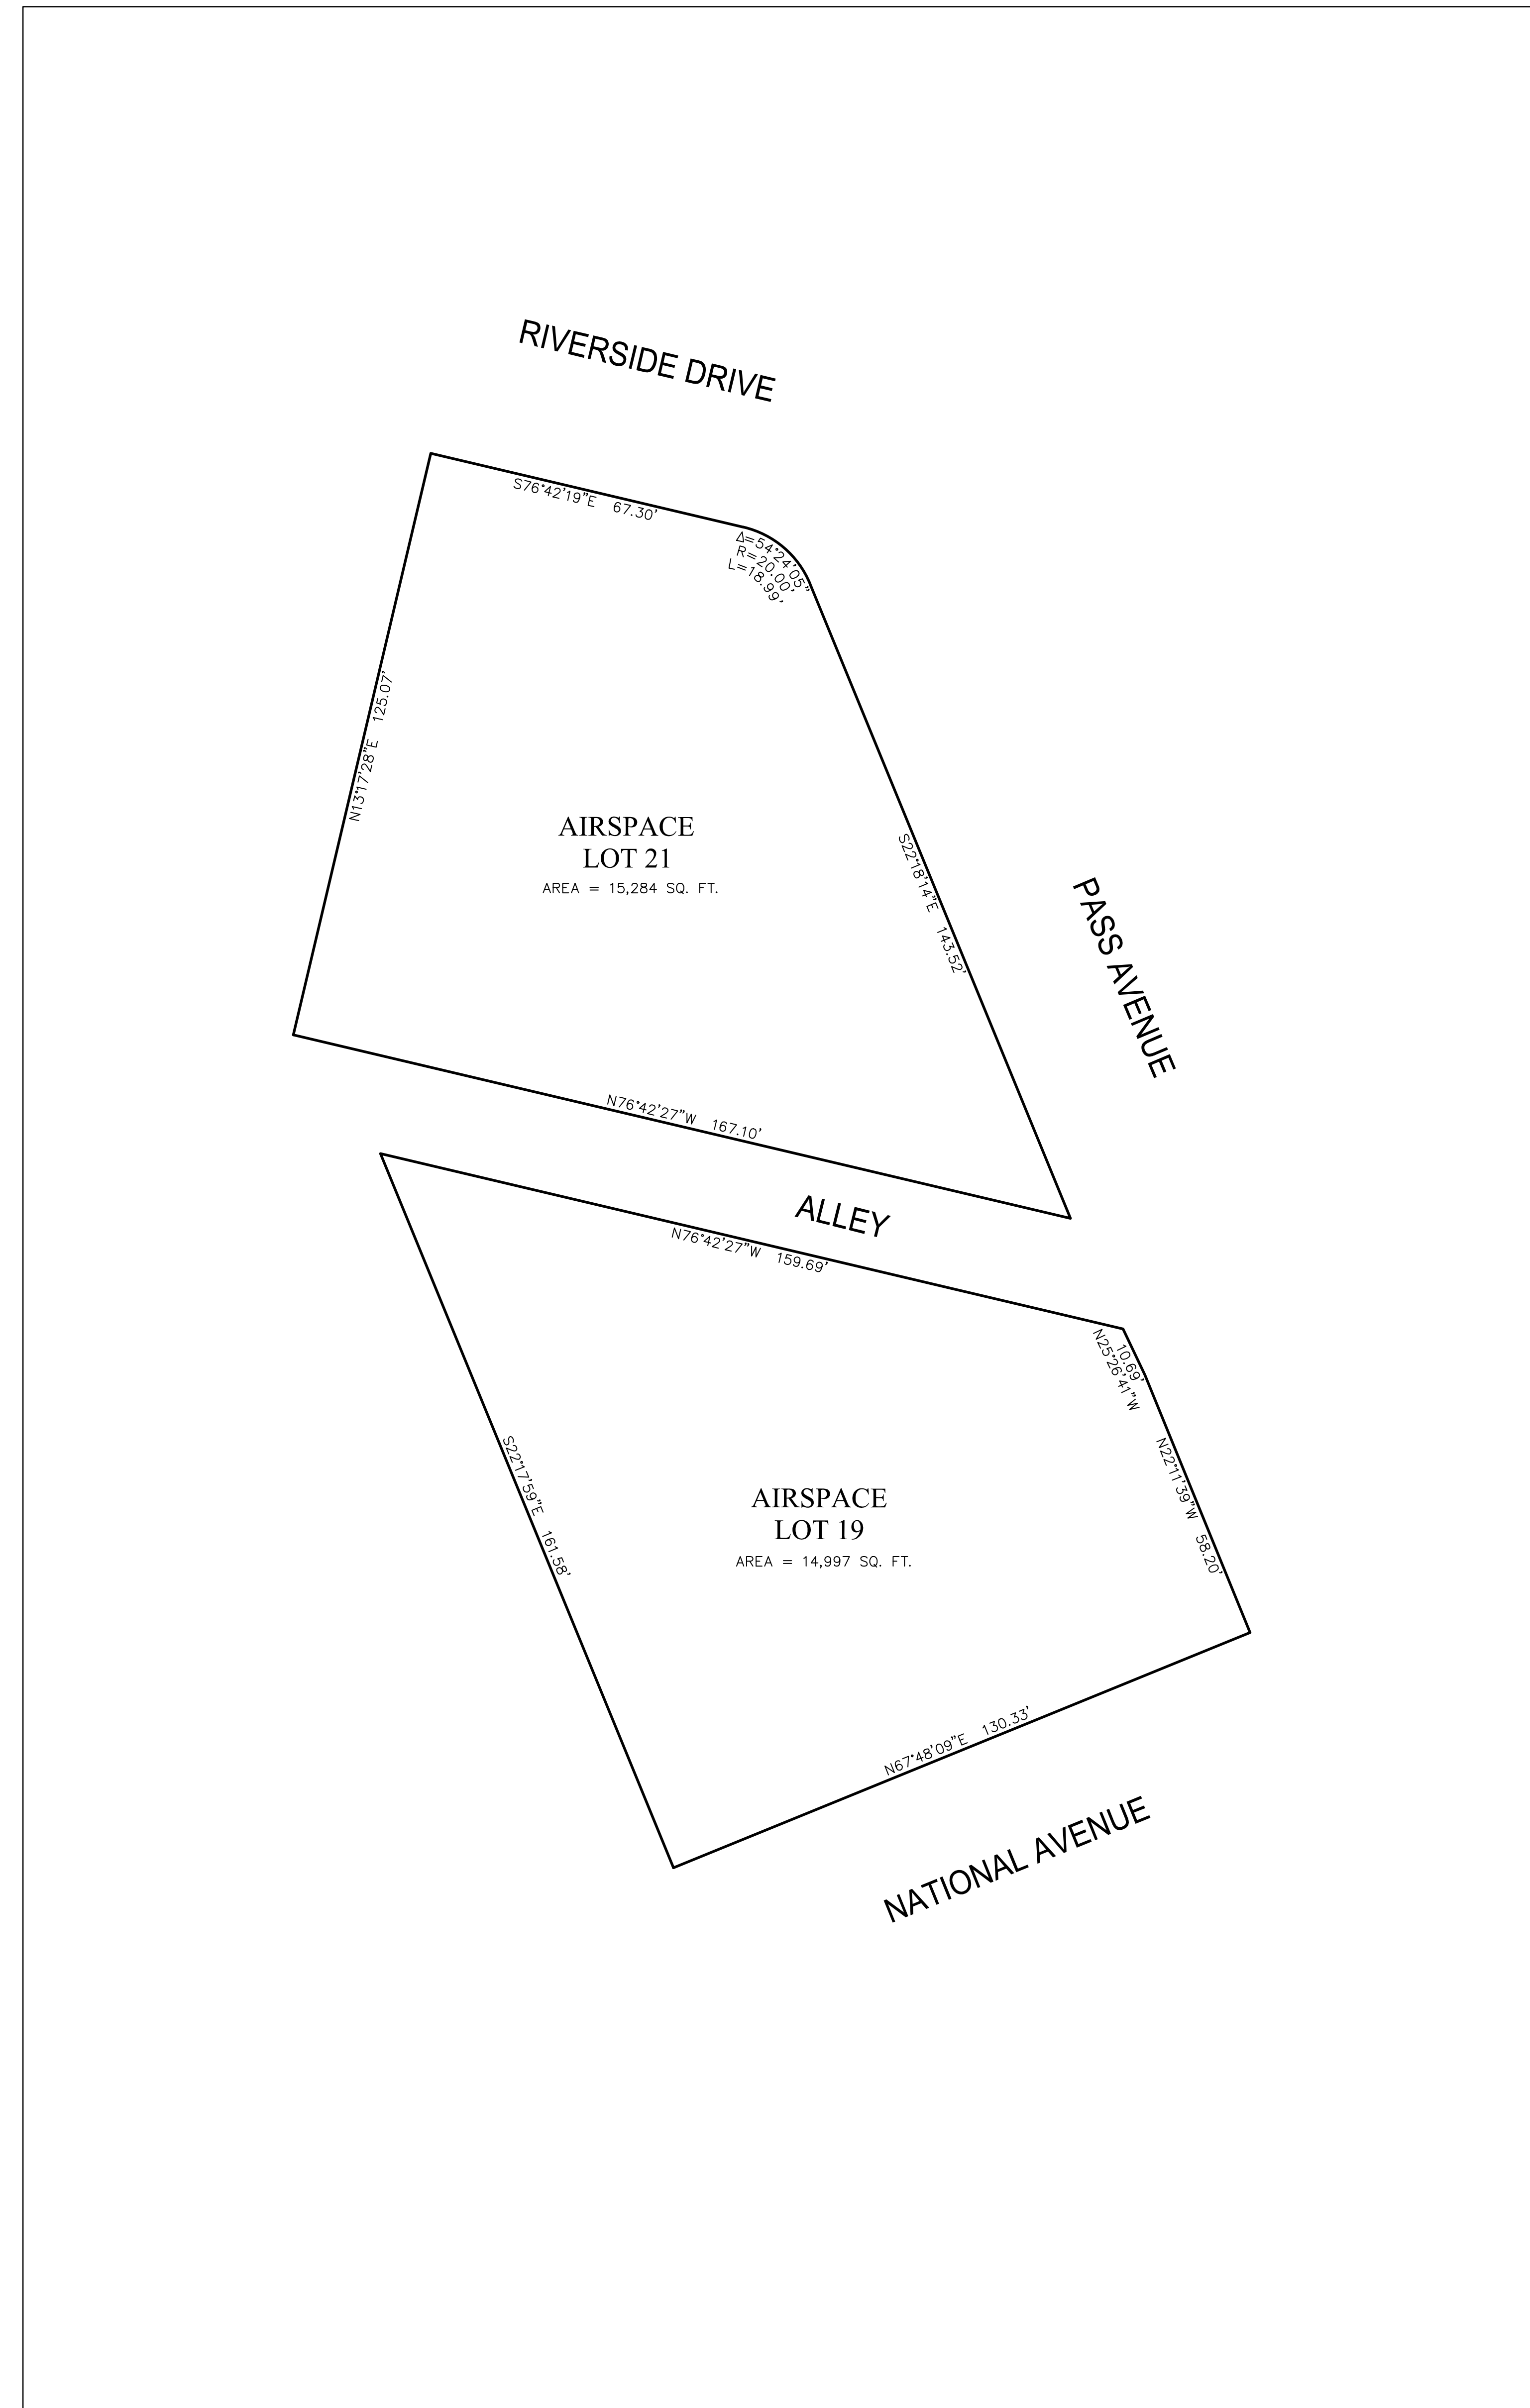 RIVERSIDE DRIVE
S76°42'19"E 67.30'
Δ=54°24'05"
R=20.00'
L=18.99'
N13°17'28"E 125.07'
AIRSPACE
LOT 21
AREA = 15,284 SQ. FT.
S22°18'14"E 143.52'
PASS AVENUE
N76°42'27"W 167.10'
ALLEY
N76°42'27"W 159.69'
10.69'
N25°26'41"W
S22°17'59"E 161.58'
N22°11'39"W 58.20'
AIRSPACE
LOT 19
AREA = 14,997 SQ. FT.
N67°48'09"E 130.33'
NATIONAL AVENUE